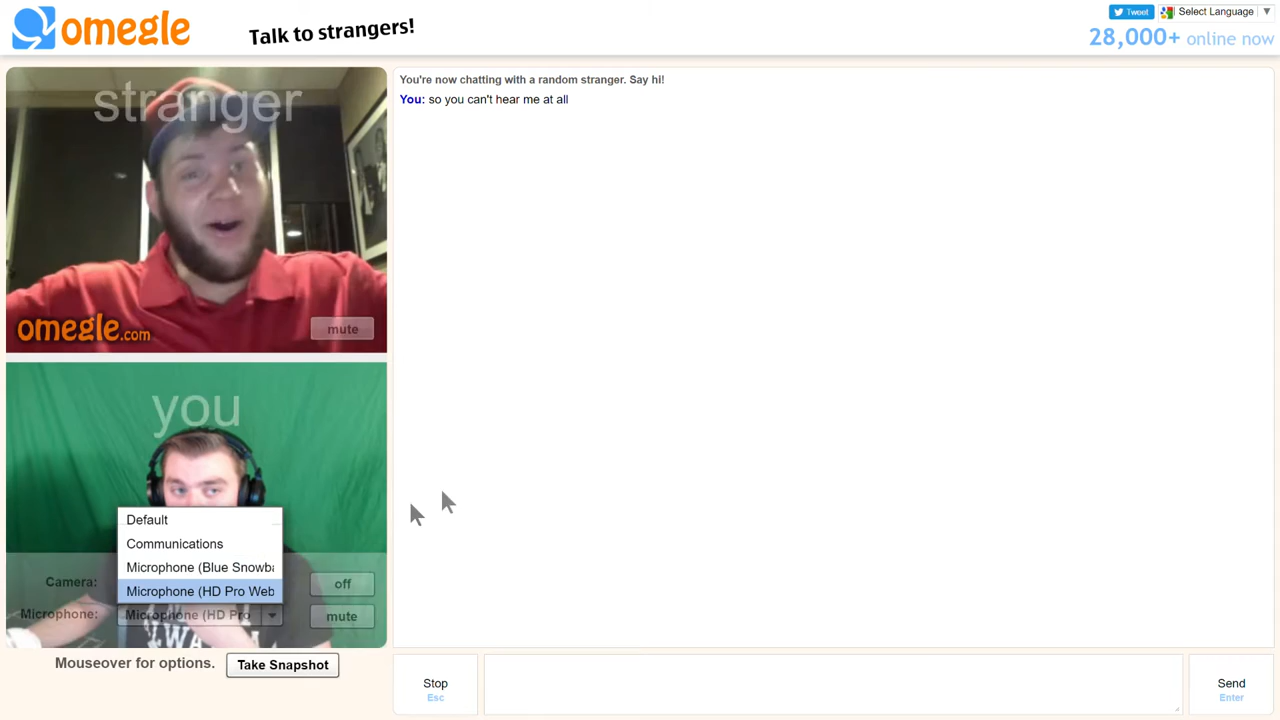 omegle
Talk to strangers!
Tweet
Select Language
28,000+ online now
stranger
omegle.com
mute
You're now chatting with a random stranger. Say hi!
You: so you can't hear me at all
you
Default
Communications
Microphone (Blue Snowba
Microphone (HD Pro Web
Camera:
off
Microphone: Microphone (HD Pro
mute
Mouseover for options.
Take Snapshot
Stop
Esc
Send
Enter